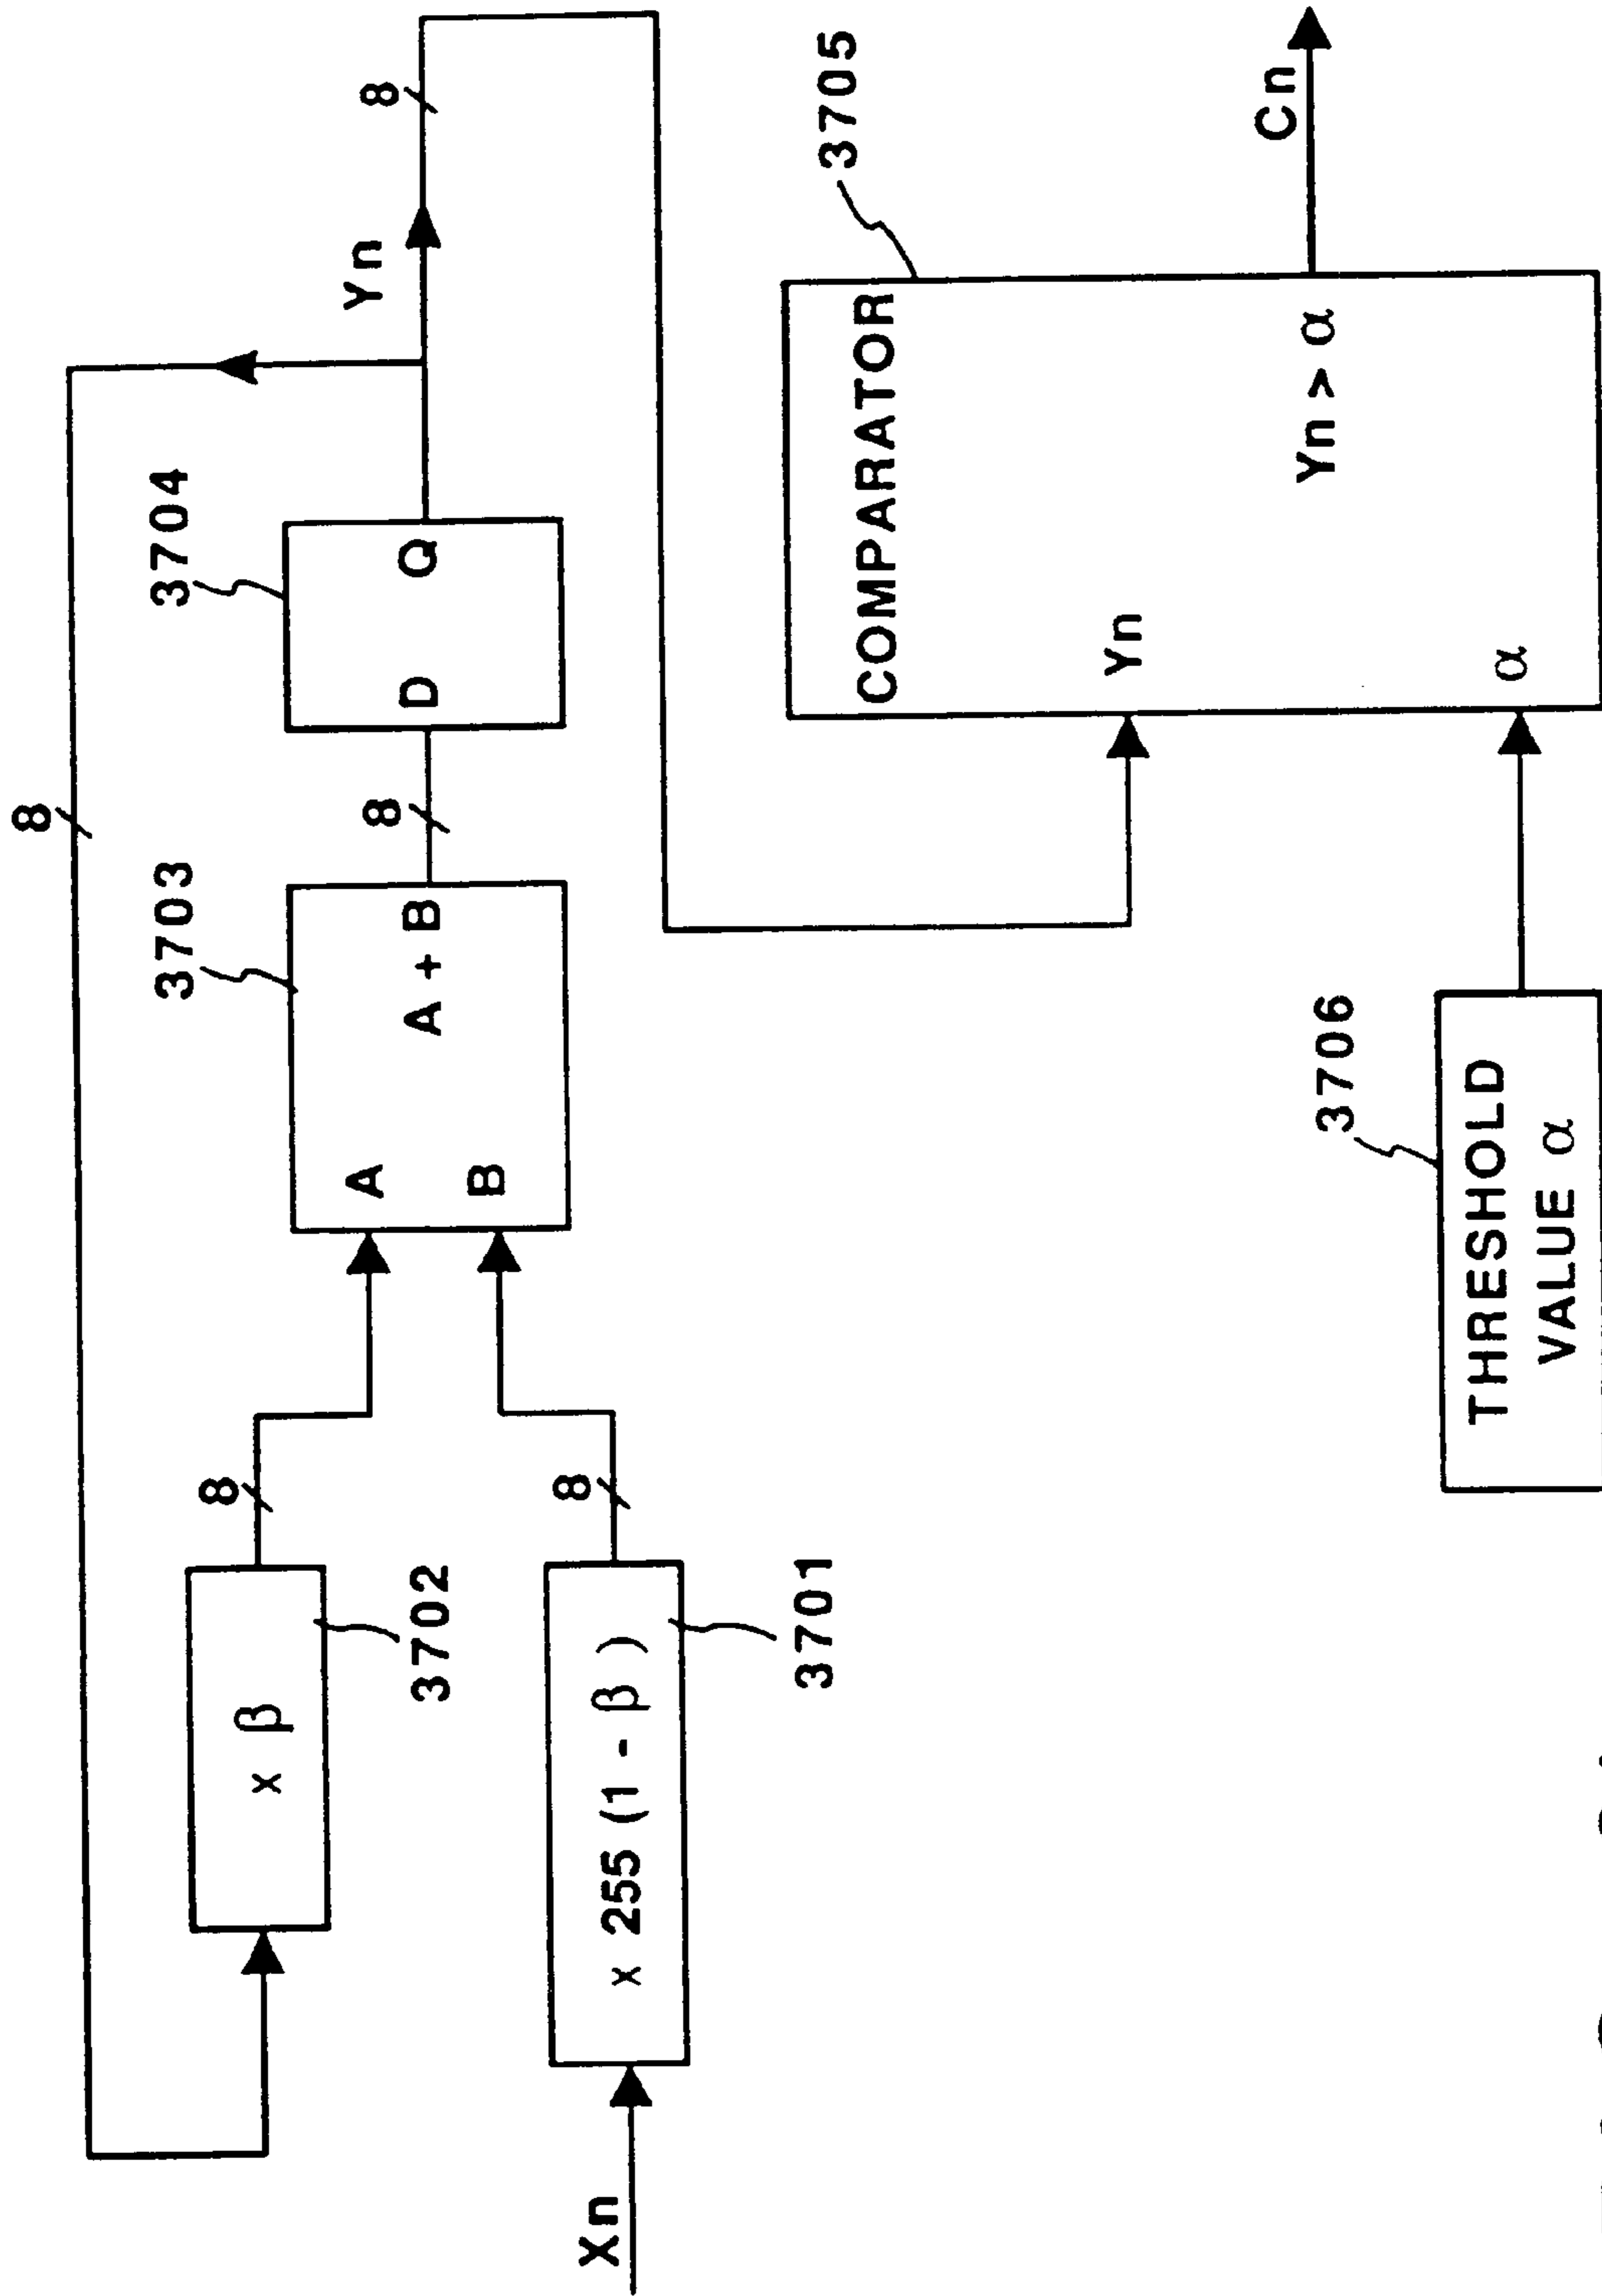 8
3704
Yn
8
3703
8
D Q
A
B
A + B
8
x β
3702
8
x 255 (1 - β)
3701
Xn
3705
COMPARATOR
Yn
Yn > α
α
Cn
3706
THRESHOLD
VALUE α